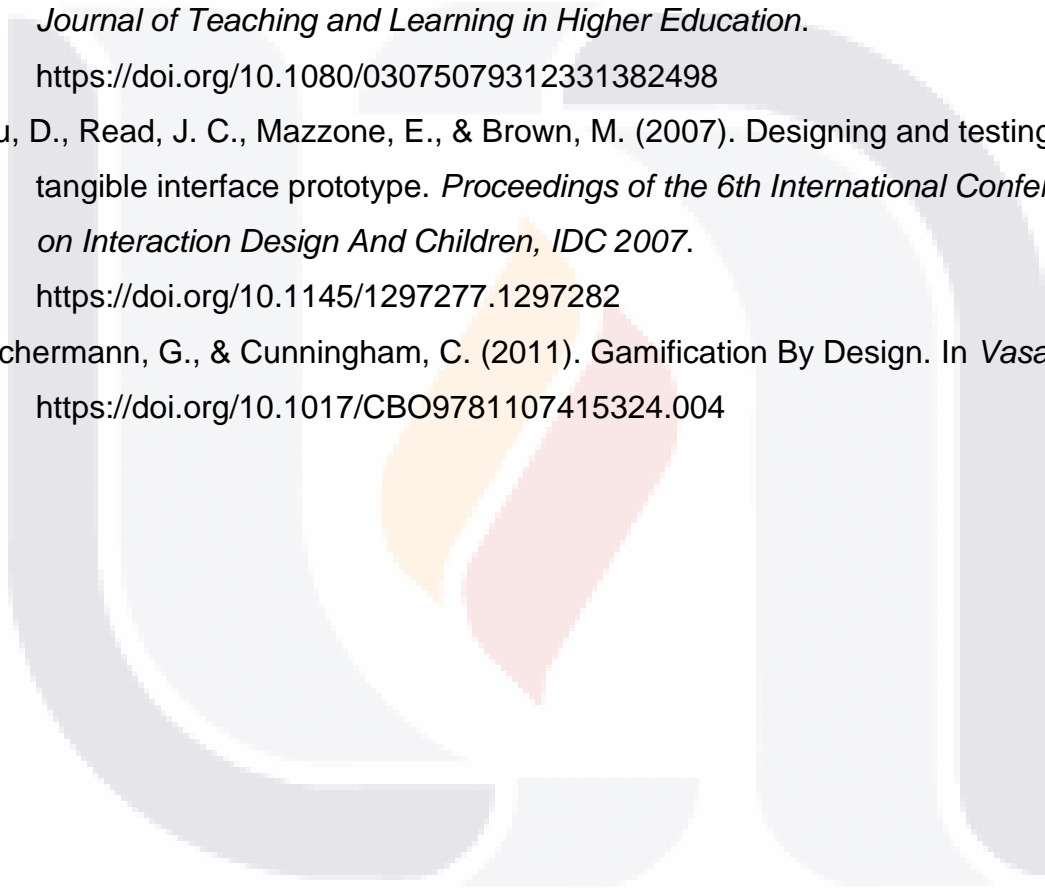 Journal of Teaching and Learning in Higher Education.
https://doi.org/10.1080/03075079312331382498
u, D., Read, J. C., Mazzone, E., & Brown, M. (2007). Designing and testing
tangible interface prototype. Proceedings of the 6th International Confe
on Interaction Design And Children, IDC 2007.
https://doi.org/10.1145/1297277.1297282
chermann, G., & Cunningham, C. (2011). Gamification By Design. In Vasa
https://doi.org/10.1017/CBO9781107415324.004